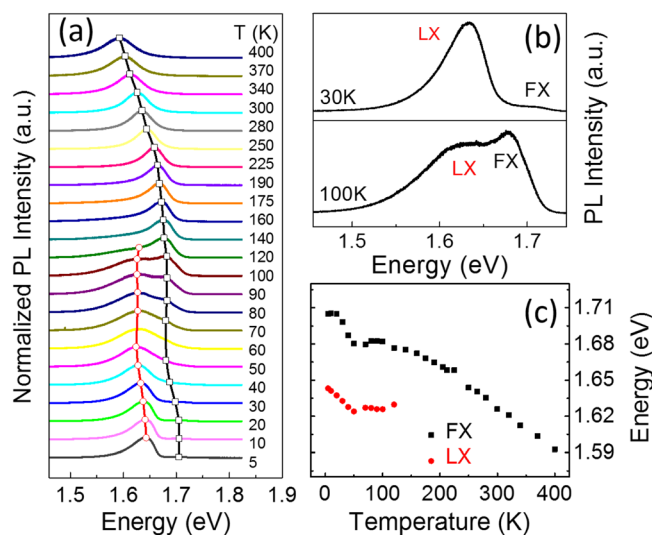 (a)
T (K)
400
370
340
300
280
250
225
190
175
160
140
120
100
90
80
70
60
50
40
30
20
10
5
Normalized PL Intensity (a.u.)
1.5 1.6 1.7 1.8 1.9
Energy (eV)
(b)
LX
FX
30K
LX
FX
100K
PL Intensity (a.u.)
1.5 1.6 1.7
Energy (eV)
(c)
1.71
1.68
1.65
1.62
1.59
Energy (eV)
FX
LX
0 100 200 300 400
Temperature (K)